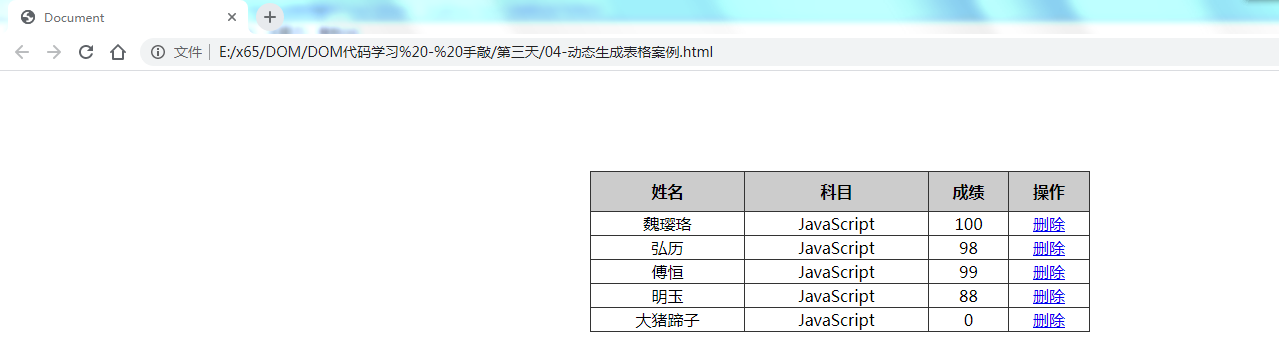 Document
文件 E:/x65/DOM/DOM代码学习%20-%20手敲/第三天/04-动态生成表格案例.html
姓名 科目 成绩 操作
魏璎珞 JavaScript 100 删除
弘历 JavaScript 98 删除
傅恒 JavaScript 99 删除
明玉 JavaScript 88 删除
大猪蹄子 JavaScript 0 删除